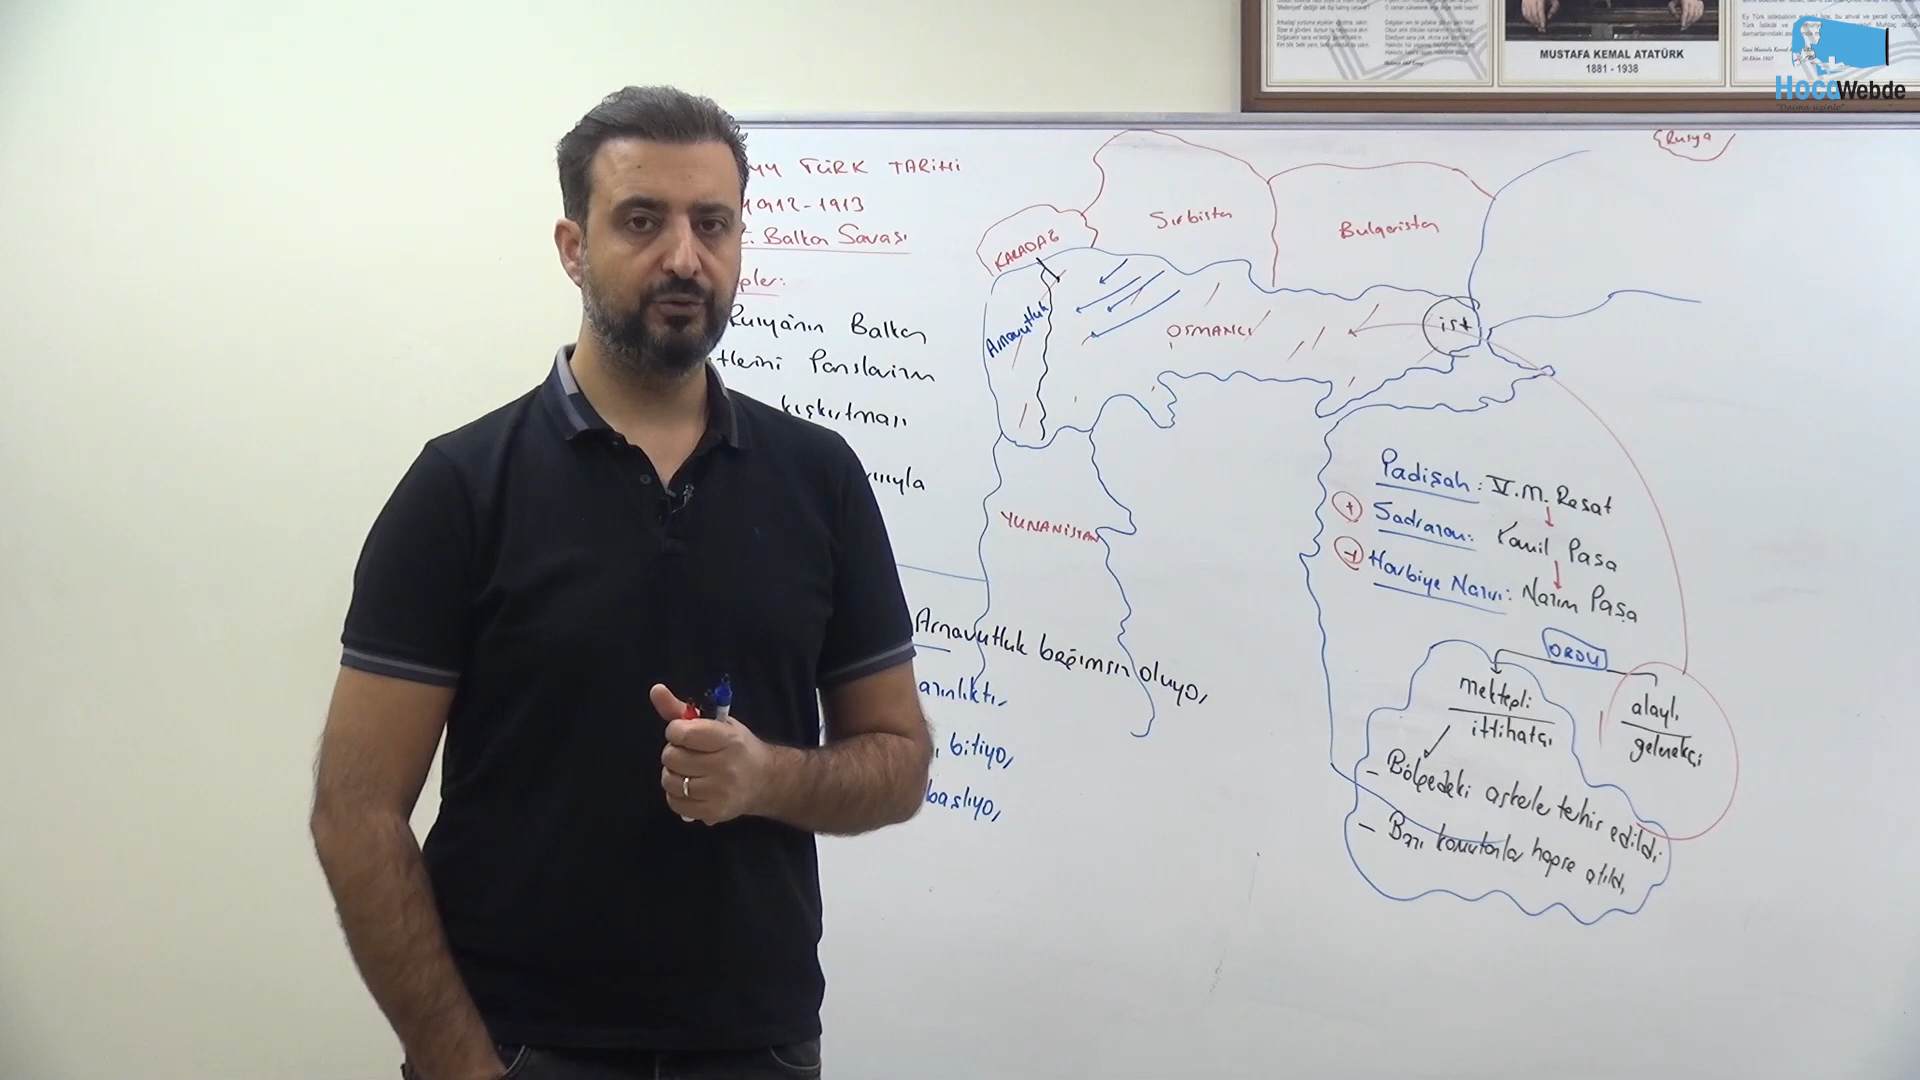 MUSTAFA KEMAL ATATÜRK
1881 - 1938
HocaWebde
TÜRK TARİHİ
1912-1913
Balkan Savaşı
Rusya'nın Balkan
Panslavizm
kışkırtması
KARADAĞ
Sırbistan
Bulgaristan
Rusya
Arnavutluk
OSMANLI
ist
YUNANİSTAN
Arnavutluk bağımsız oluyor
bitiyor
başlıyor
Padişah: V. M. Reşat
+ Sadrazam: Kamil Paşa
Harbiye Nazırı: Nazım Paşa
ORDU
mektepli
ittihatçı
alaylı
gelenekçi
- Bölgedeki askerler terhis edildi
- Bazı komutanlar hapse atıldı